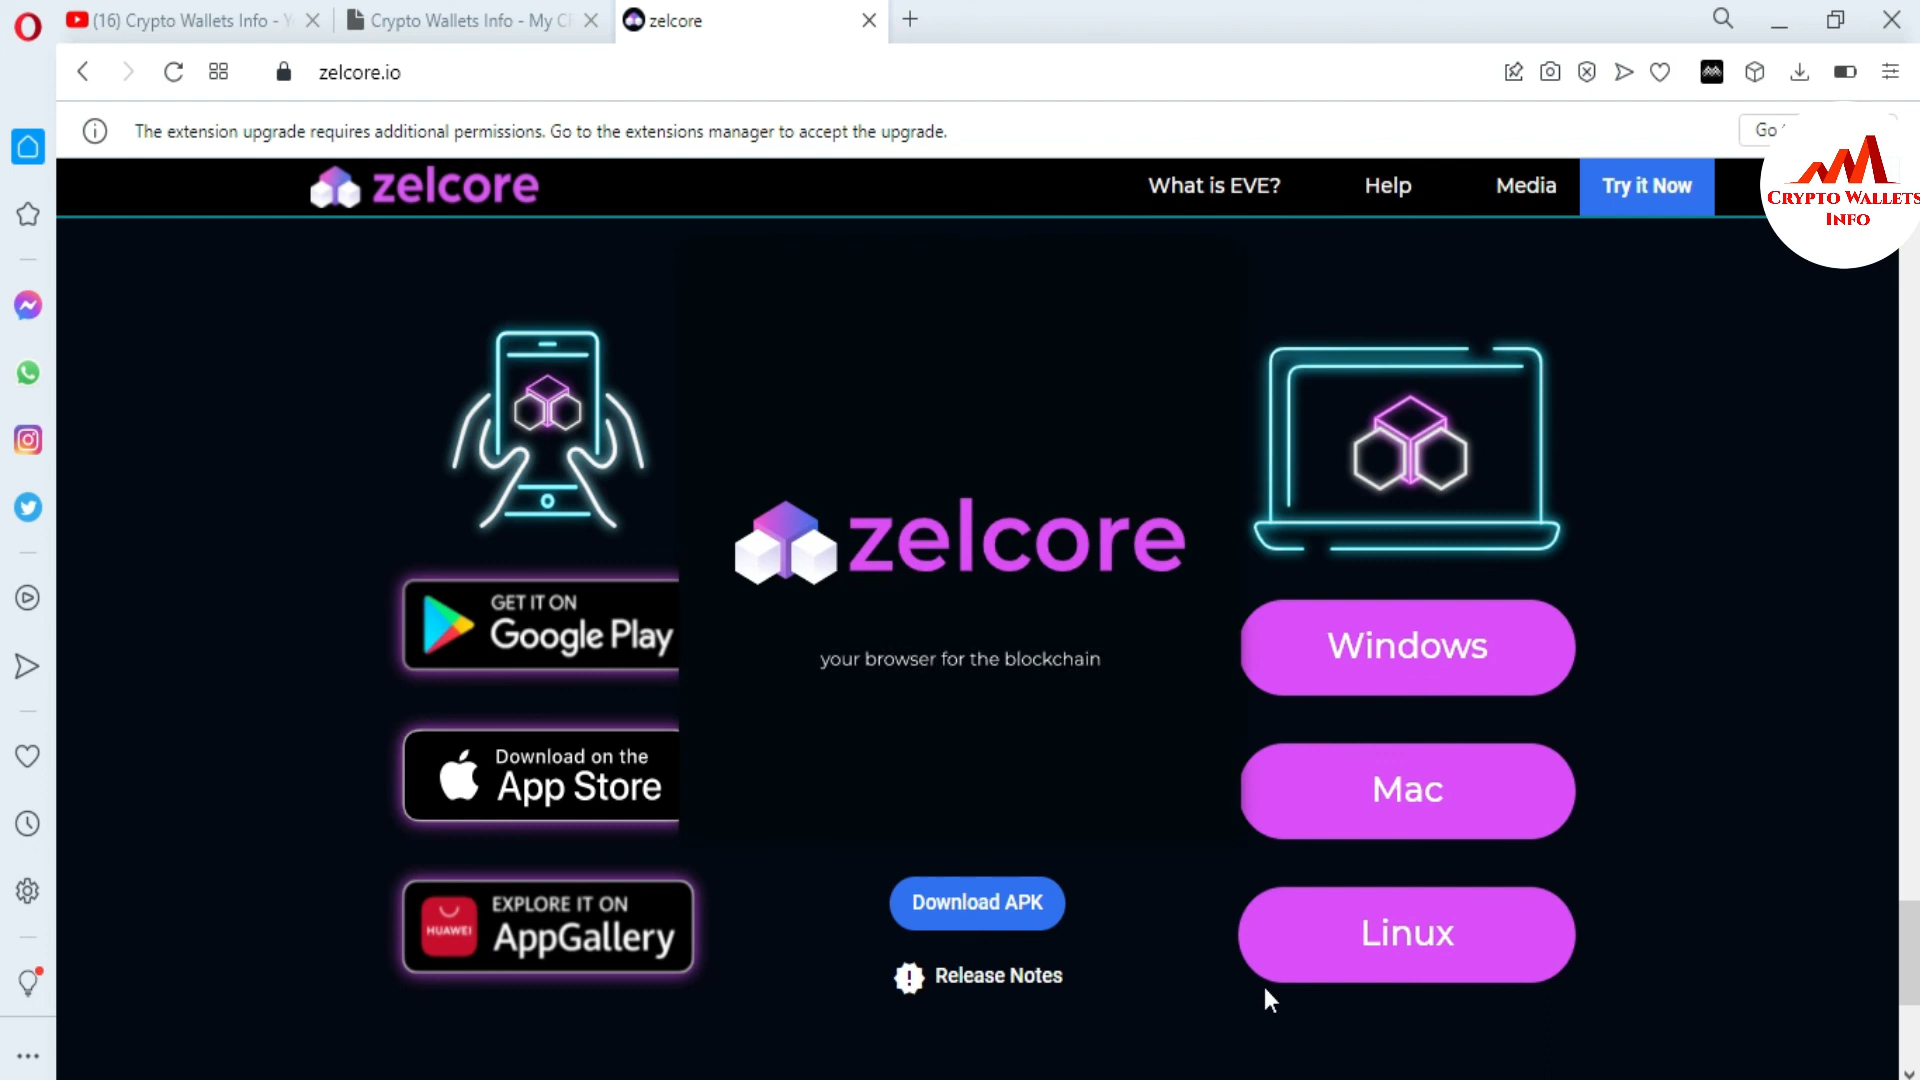 (16) Crypto Wallets Info - Y
Crypto Wallets Info - My C
zelcore
zelcore.io
The extension upgrade requires additional permissions. Go to the extensions manager to accept the upgrade.
Go
CRYPTO WALLETS
INFO
zelcore
What is EVE?
Help
Media
Try it Now
GET IT ON
Google Play
Download on the
App Store
HUAWEI
EXPLORE IT ON
AppGallery
zelcore
your browser for the blockchain
Download APK
Release Notes
Windows
Mac
Linux